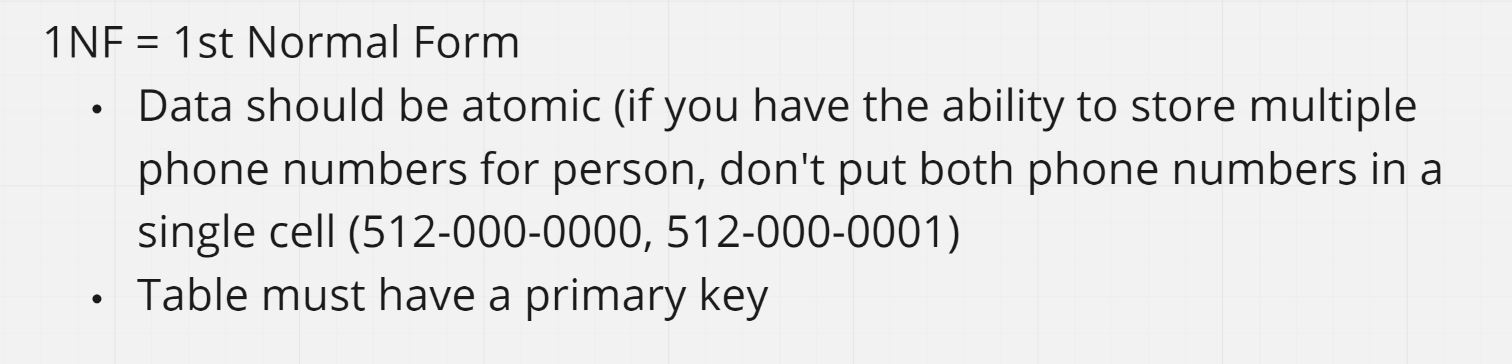 1NF = 1st Normal Form
• Data should be atomic (if you have the ability to store multiple
phone numbers for person, don't put both phone numbers in a
single cell (512-000-0000, 512-000-0001)
• Table must have a primary key